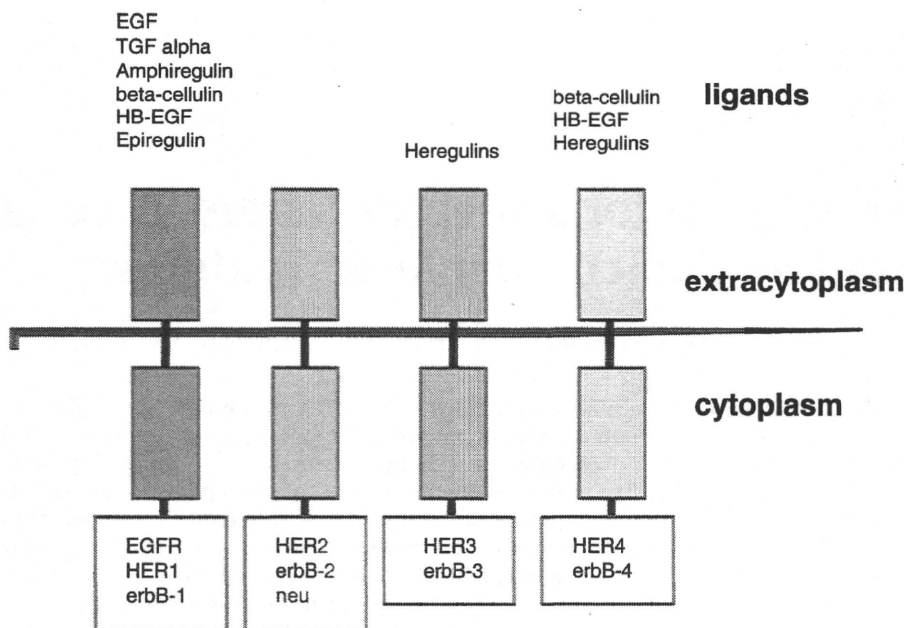 EGF
TGF alpha
Amphiregulin
beta-cellulin
HB-EGF
Epiregulin
Heregulins
beta-cellulin
HB-EGF
Heregulins
ligands
extracytoplasm
cytoplasm
EGFR
HER1
erbB-1
HER2
erbB-2
neu
HER3
erbB-3
HER4
erbB-4